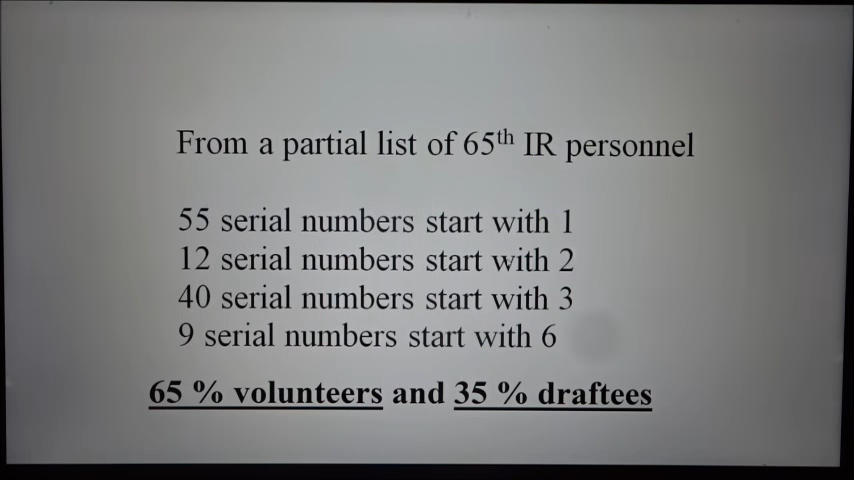 From a partial list of 65th IR personnel
55 serial numbers start with 1
12 serial numbers start with 2
40 serial numbers start with 3
9 serial numbers start with 6
65 % volunteers and 35 % draftees